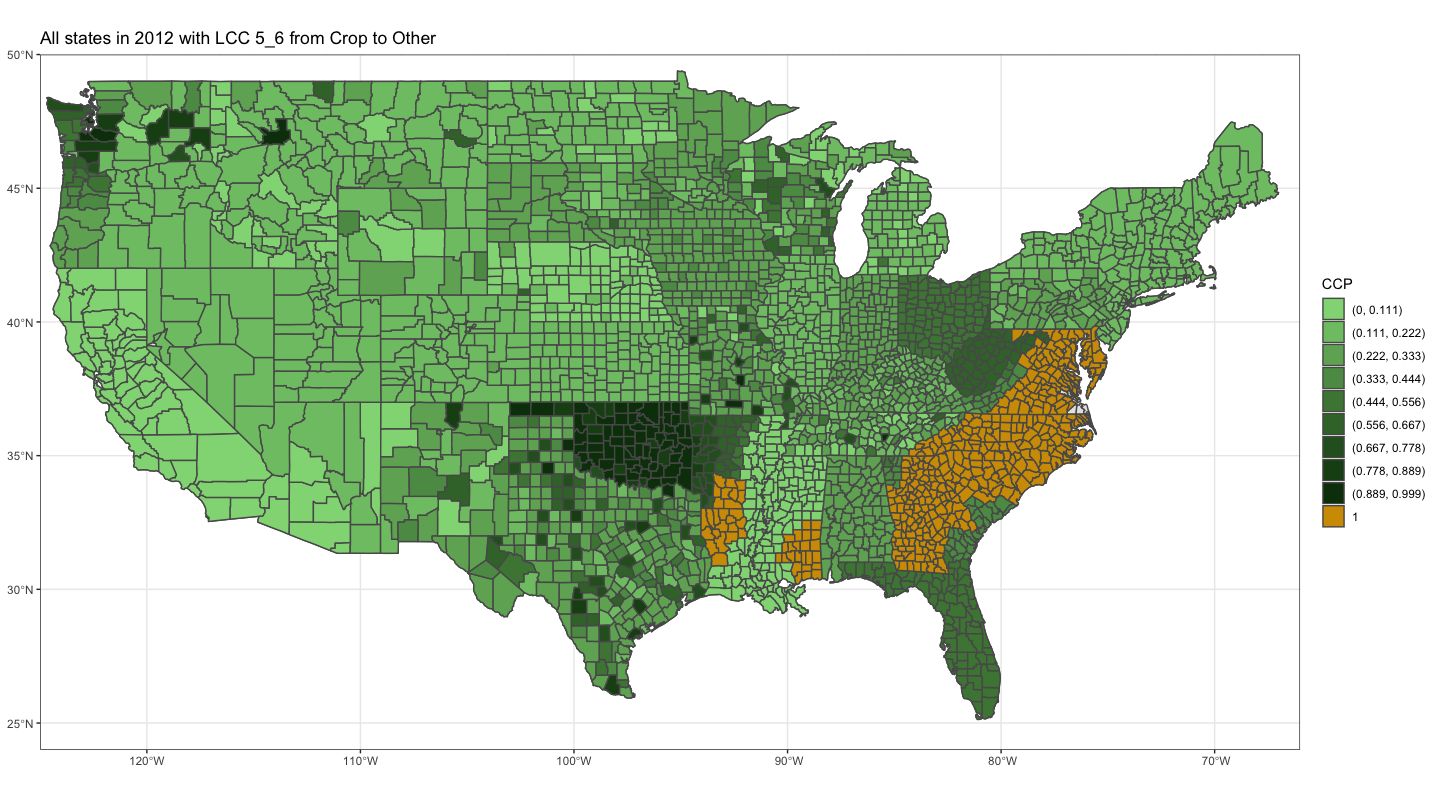 All states in 2012 with LCC 5_6 from Crop to Other
50°N
45°N
40°N
35°N
30°N
25°N
120°W
110°W
100°W
90°W
80°W
70°W
CCP
(0, 0.111)
(0.111, 0.222)
(0.222, 0.333)
(0.333, 0.444)
(0.444, 0.556)
(0.556, 0.667)
(0.667, 0.778)
(0.778, 0.889)
(0.889, 0.999)
1